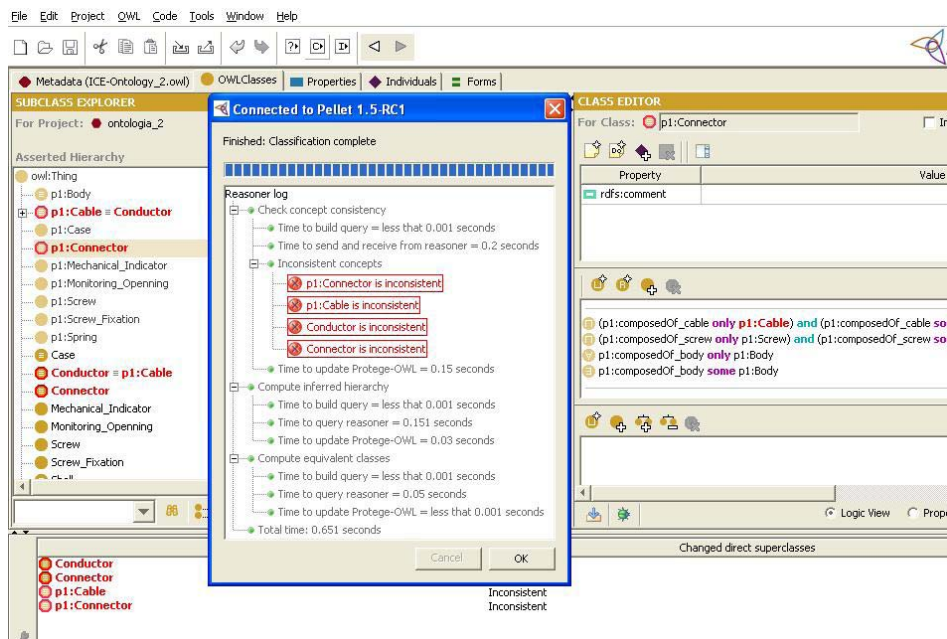 File Edit Project OWL Code Tools Window Help
Metadata (ICE-Ontology_2.owl) OWLClasses Properties Individuals Forms
SUBCLASS EXPLORER
For Project: ontologia_2
Asserted Hierarchy
owl:Thing
p1:Body
p1:Cable ≡ Conductor
p1:Case
p1:Connector
p1:Mechanical_Indicator
p1:Monitoring_Openning
p1:Screw
p1:Screw_Fixation
p1:Spring
Case
Conductor ≡ p1:Cable
Connector
Mechanical_Indicator
Monitoring_Openning
Screw
Screw_Fixation
Shell
Connected to Pellet 1.5-RC1
Finished: Classification complete
Reasoner log
Check concept consistency
Time to build query = less that 0.001 seconds
Time to send and receive from reasoner = 0.2 seconds
Inconsistent concepts
p1:Connector is inconsistent
p1:Cable is inconsistent
Conductor is inconsistent
Connector is inconsistent
Time to update Protege-OWL = 0.15 seconds
Compute inferred hierarchy
Time to build query = less that 0.001 seconds
Time to query reasoner = 0.151 seconds
Time to update Protege-OWL = 0.03 seconds
Compute equivalent classes
Time to build query = less that 0.001 seconds
Time to query reasoner = 0.05 seconds
Time to update Protege-OWL = less that 0.001 seconds
Total time: 0.651 seconds
Cancel OK
CLASS EDITOR
For Class: p1:Connector In
Property Value
rdfs:comment
(p1:composedOf_cable only p1:Cable) and (p1:composedOf_cable so
(p1:composedOf_screw only p1:Screw) and (p1:composedOf_screw so
p1:composedOf_body only p1:Body
p1:composedOf_body some p1:Body
Logic View Prope
Changed direct superclasses
Conductor
Connector
p1:Cable Inconsistent
p1:Connector Inconsistent